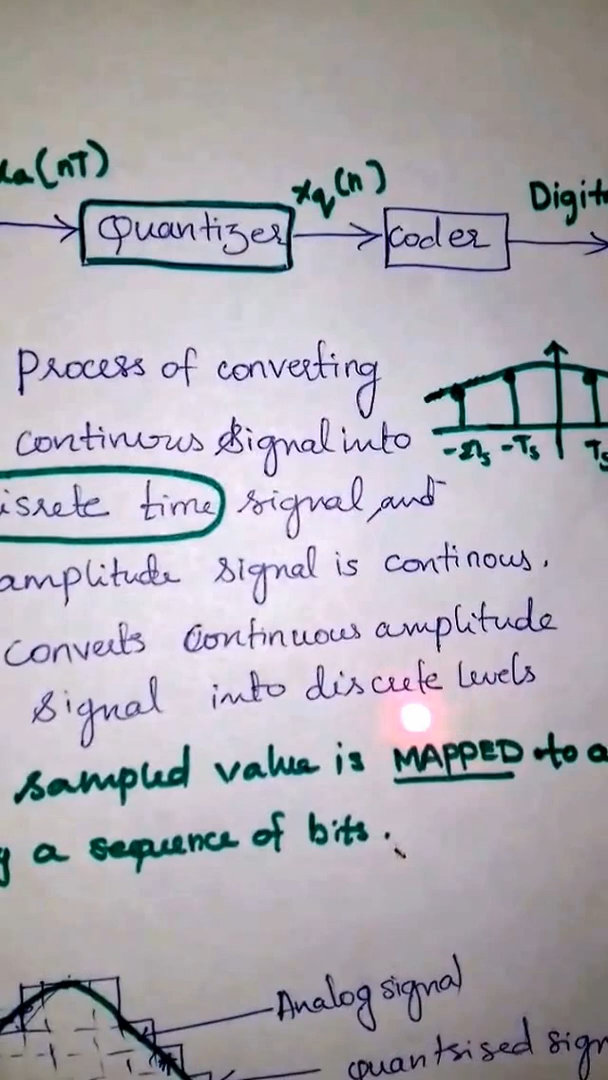 xa(nT)
xq(n)
Digit
Quantizer
coder
Process of converting
continuous signal into
-2Ts -Ts Ts
iscrete time signal, and
amplitude signal is continous.
converts Continuous amplitude
signal into discrete levels
sampled value is MAPPED to a
g a sequence of bits.
Analog signal
quantsised sign